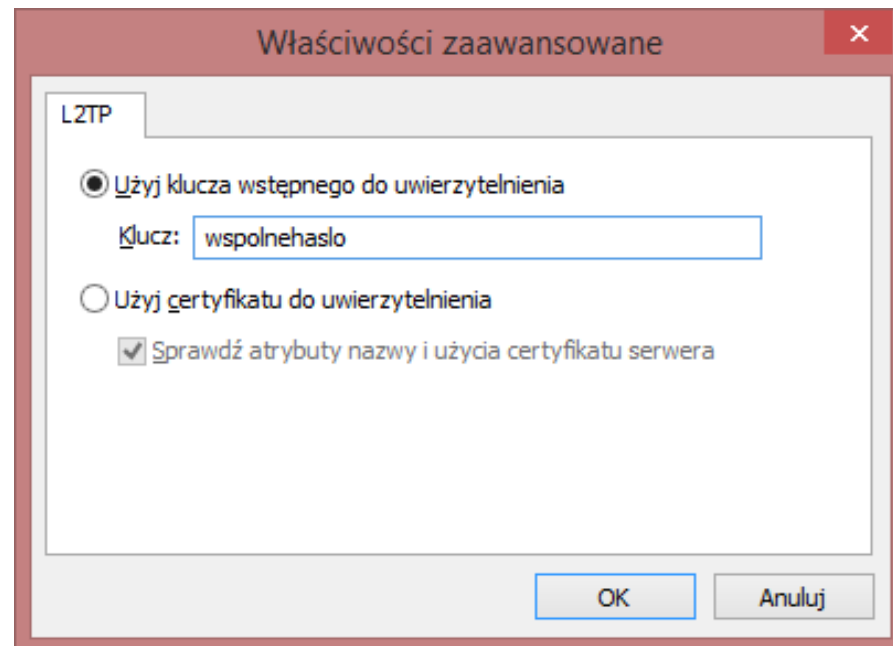 Właściwości zaawansowane
L2TP
Użyj klucza wstępnego do uwierzytelnienia
Klucz: wspolnehaslo
Użyj certyfikatu do uwierzytelnienia
Sprawdź atrybuty nazwy i użycia certyfikatu serwera
OK Anuluj